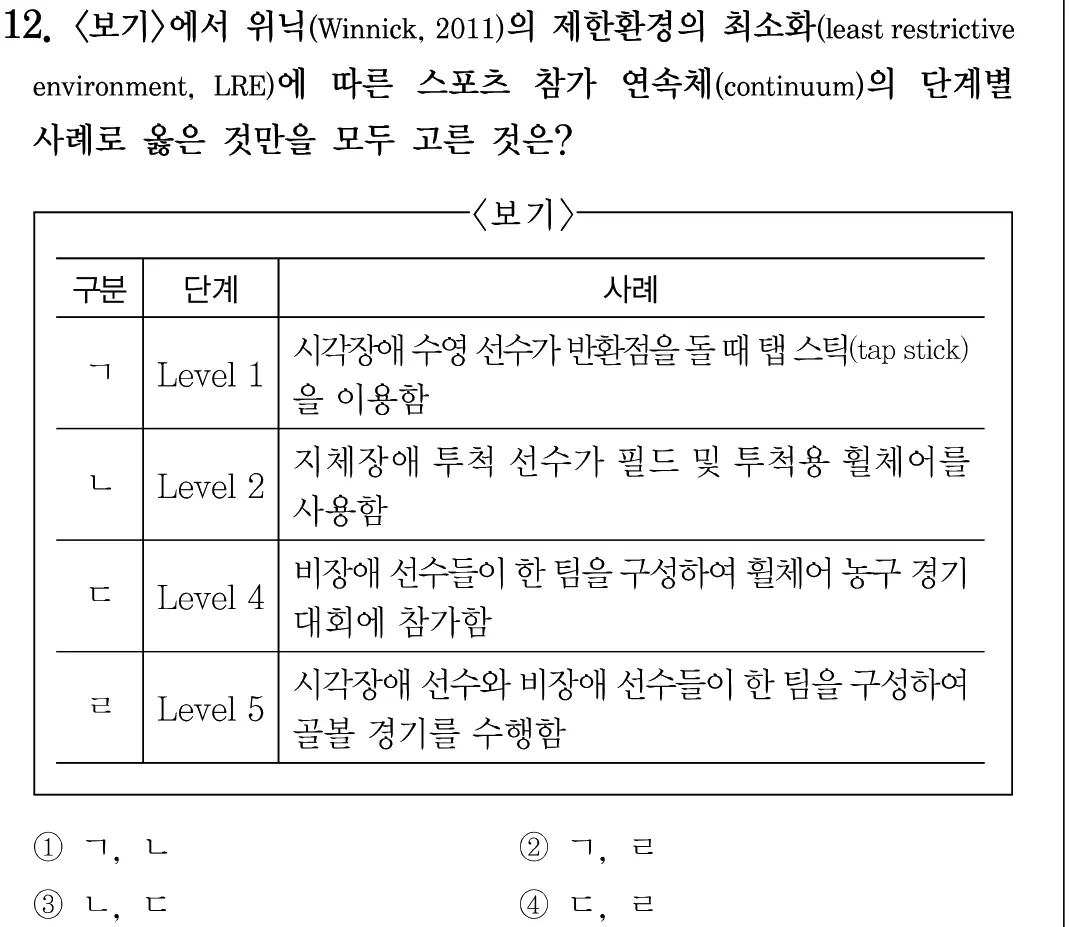 12. 〈보기〉에서 위닉(Winnick, 2011)의 제한환경의 최소화(least restrictive
environment, LRE)에 따른 스포츠 참가 연속체(continuum)의 단계별
사례로 옳은 것만을 모두 고른 것은?
〈보기〉
구분 단계 사례
ㄱ Level 1 시각장애 수영 선수가 반환점을 돌 때 탭 스틱(tap stick)
을 이용함
ㄴ Level 2 지체장애 투척 선수가 필드 및 투척용 휠체어를
사용함
ㄷ Level 4 비장애 선수들이 한 팀을 구성하여 휠체어 농구 경기
대회에 참가함
ㄹ Level 5 시각장애 선수와 비장애 선수들이 한 팀을 구성하여
골볼 경기를 수행함
① ㄱ, ㄴ ② ㄱ, ㄹ
③ ㄴ, ㄷ ④ ㄷ, ㄹ